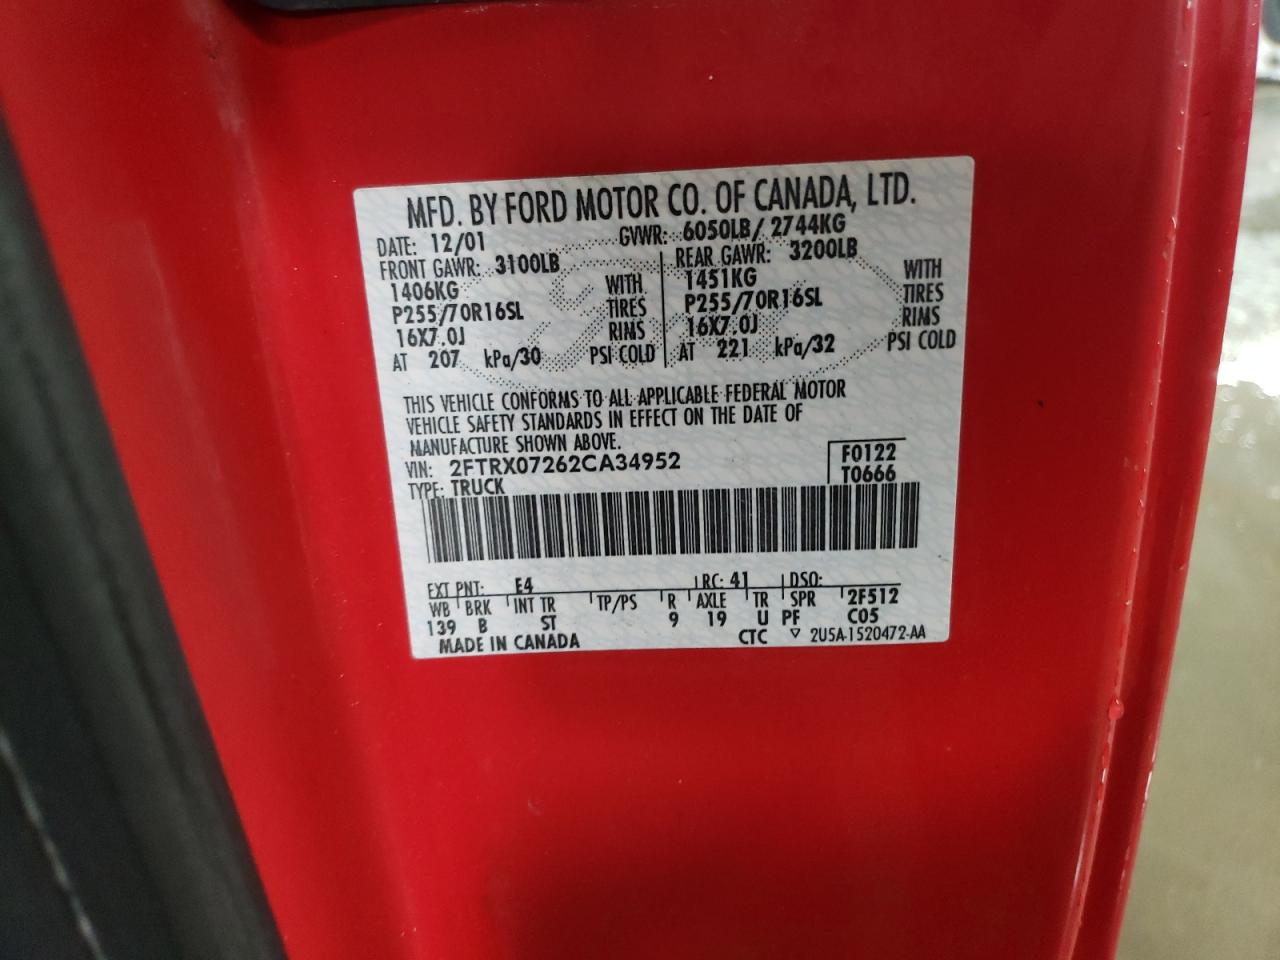 MFD. BY FORD MOTOR CO. OF CANADA, LTD.
DATE: 12/01 GVWR: 6050LB/ 2744KG
FRONT GAWR: 3100LB REAR GAWR: 3200LB
1406KG WITH 1451KG WITH
P255/70R16SL TIRES P255/70R16SL TIRES
16X7.0J RIMS 16X7.0J RIMS
AT 207 kPa/30 PSI COLD AT 221 kPa/32 PSI COLD
THIS VEHICLE CONFORMS TO ALL APPLICABLE FEDERAL MOTOR
VEHICLE SAFETY STANDARDS IN EFFECT ON THE DATE OF
MANUFACTURE SHOWN ABOVE.
VIN: 2FTRX07262CA34952 F0122
TYPE: TRUCK T0666
EXT PNT: E4 RC: 41 DSO:
WB BRK INT TR TP/PS R AXLE TR SPR 2F512
139 B ST 9 19 U PF C05
MADE IN CANADA CTC ▽ 2U5A-1520472-AA